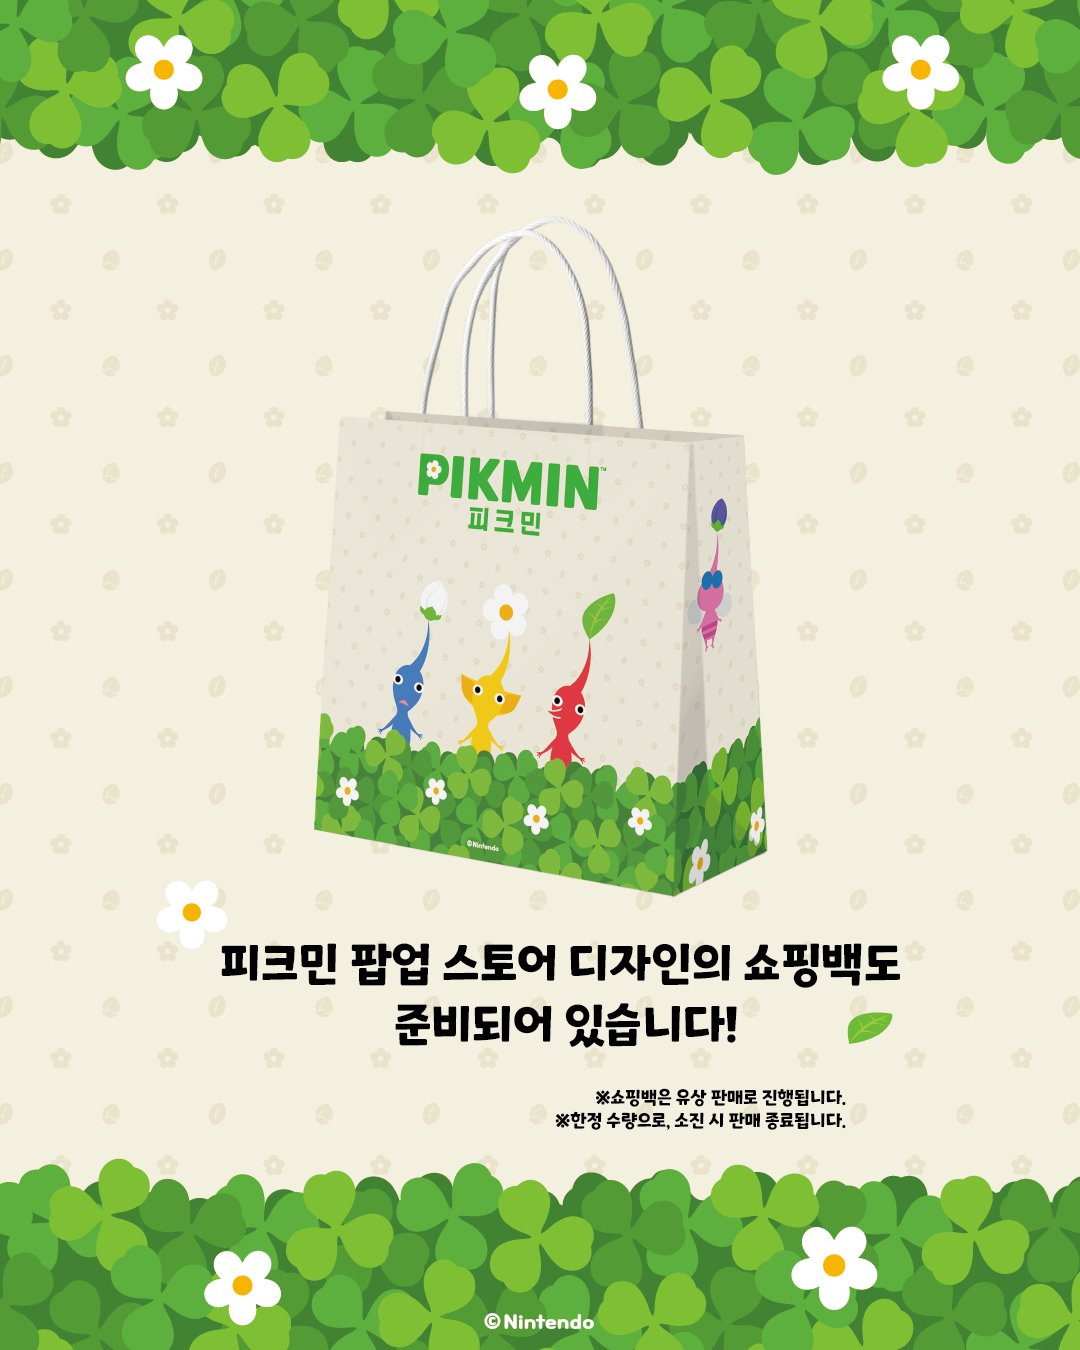 PIKMIN™
피크민
©Nintendo
피크민 팝업 스토어 디자인의 쇼핑백도
준비되어 있습니다!
※쇼핑백은 유상 판매로 진행됩니다.
※한정 수량으로, 소진 시 판매 종료됩니다.
©Nintendo